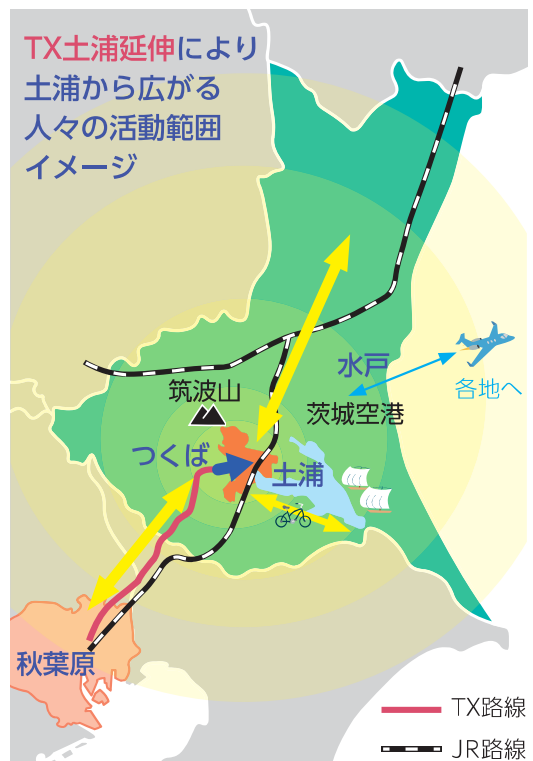 TX土浦延伸により
土浦から広がる
人々の活動範囲
イメージ
水戸
各地へ
筑波山
茨城空港
つくば
土浦
秋葉原
TX路線
JR路線